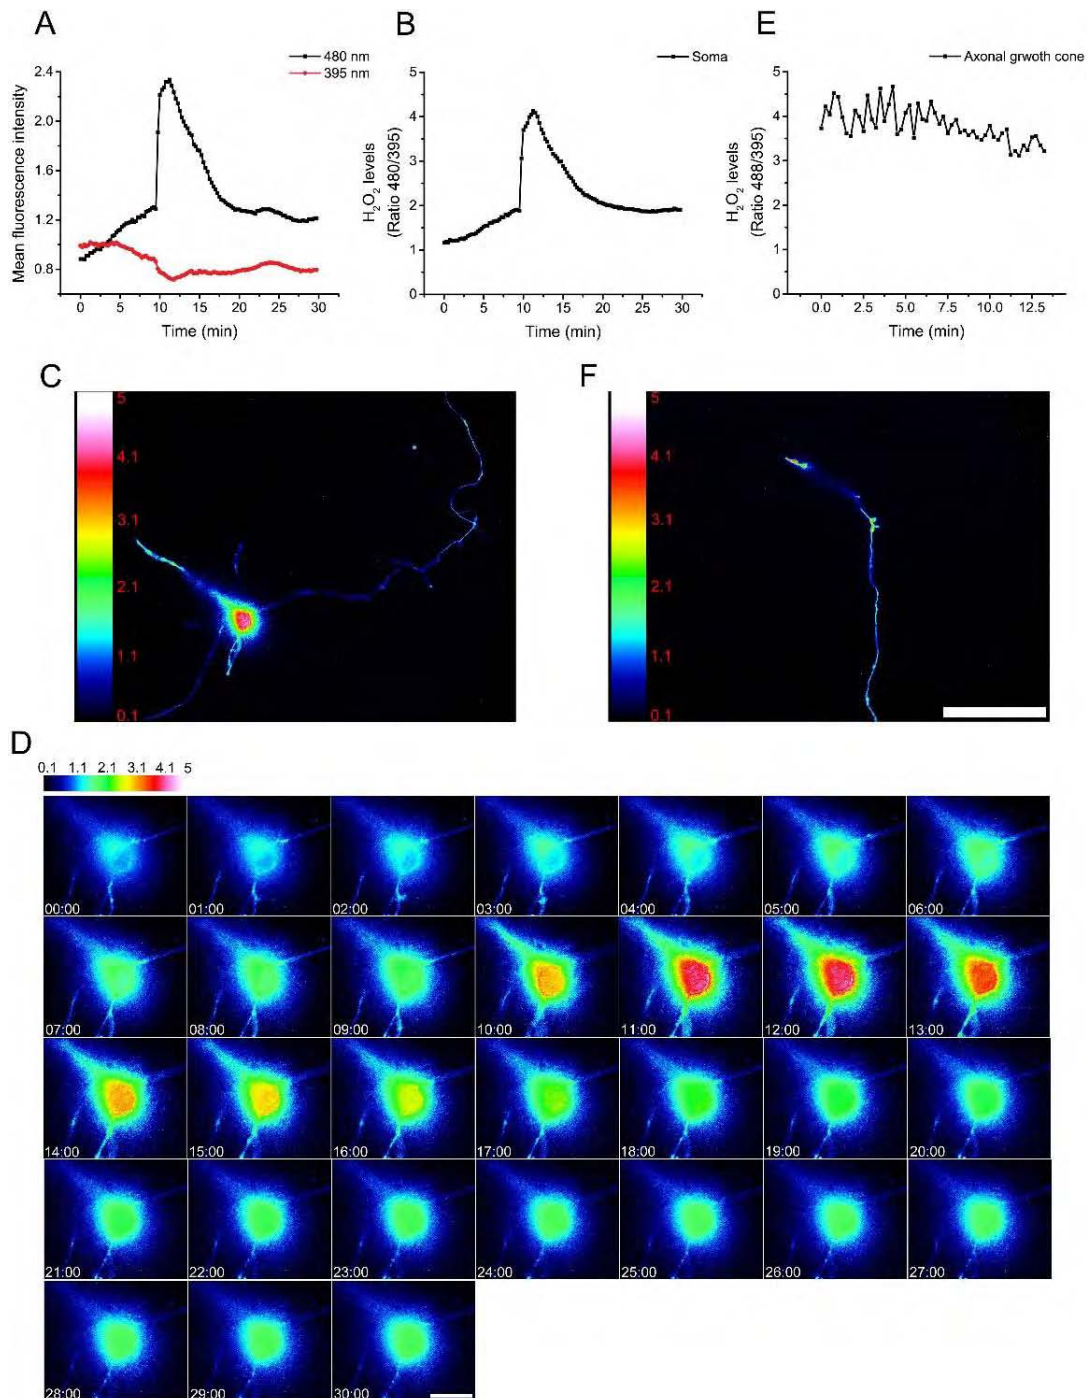 A
480 nm
395 nm
Mean fluorescence intensity
2.4
2.0
1.6
1.2
0.8
0 5 10 15 20 25 30
Time (min)
B
Soma
H2O2 levels
(Ratio 480/395)
5
4
3
2
1
0
0 5 10 15 20 25 30
Time (min)
E
Axonal grwoth cone
H2O2 levels
(Ratio 488/395)
5
4
3
2
1
0
0.0 2.5 5.0 7.5 10.0 12.5
Time (min)
C
5
4.1
3.1
2.1
1.1
0.1
F
5
4.1
3.1
2.1
1.1
0.1
D
0.1 1.1 2.1 3.1 4.1 5
00:00 01:00 02:00 03:00 04:00 05:00 06:00
07:00 08:00 09:00 10:00 11:00 12:00 13:00
14:00 15:00 16:00 17:00 18:00 19:00 20:00
21:00 22:00 23:00 24:00 25:00 26:00 27:00
28:00 29:00 30:00